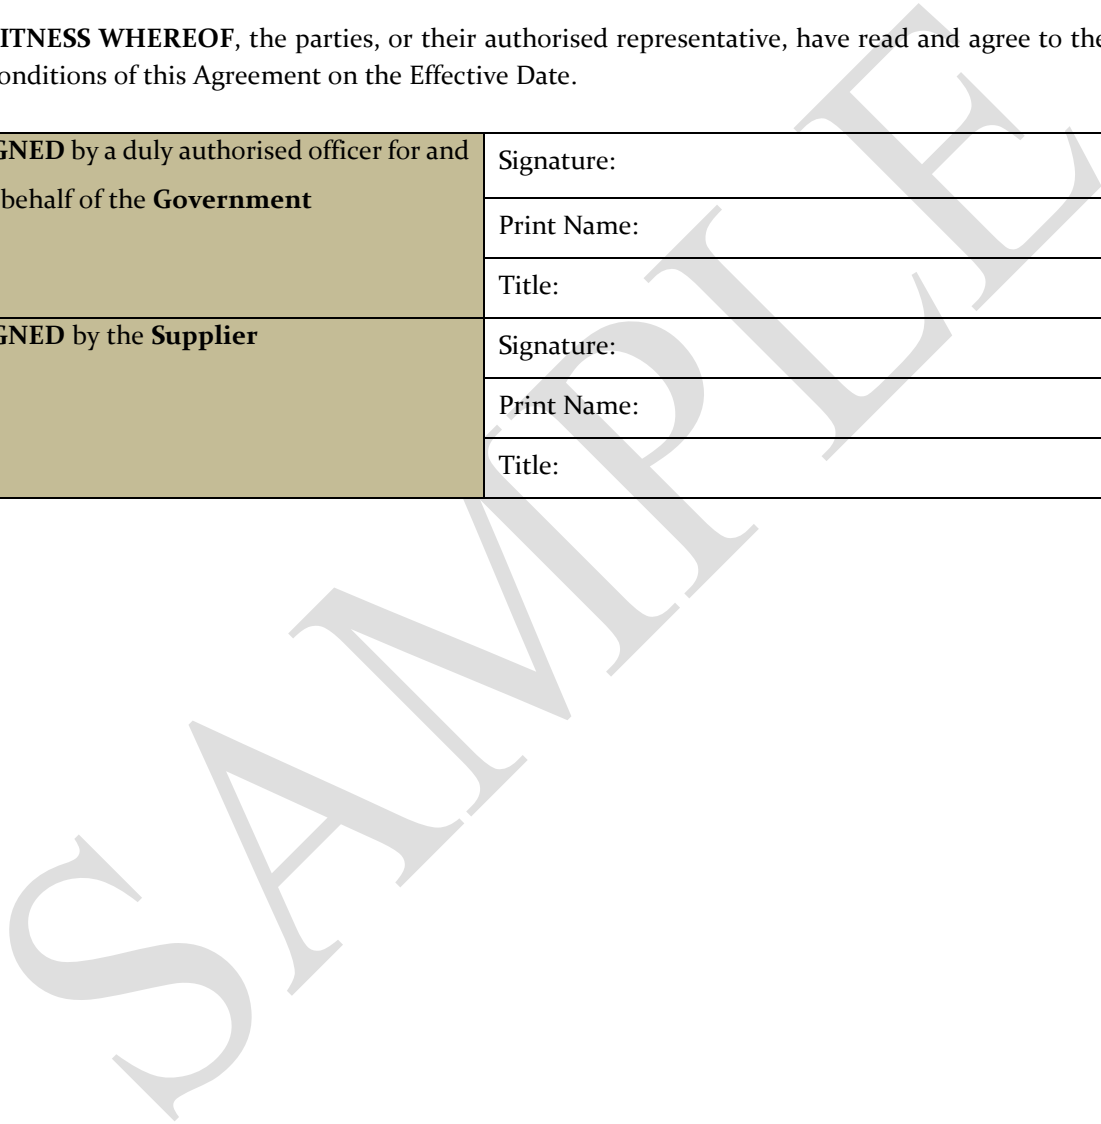 ITNESS WHEREOF, the parties, or their authorised representative, have read and agree to the
onditions of this Agreement on the Effective Date.
GNED by a duly authorised officer for and
behalf of the Government
Signature:
Print Name:
Title:
GNED by the Supplier
Signature:
Print Name:
Title:
SAMPLE